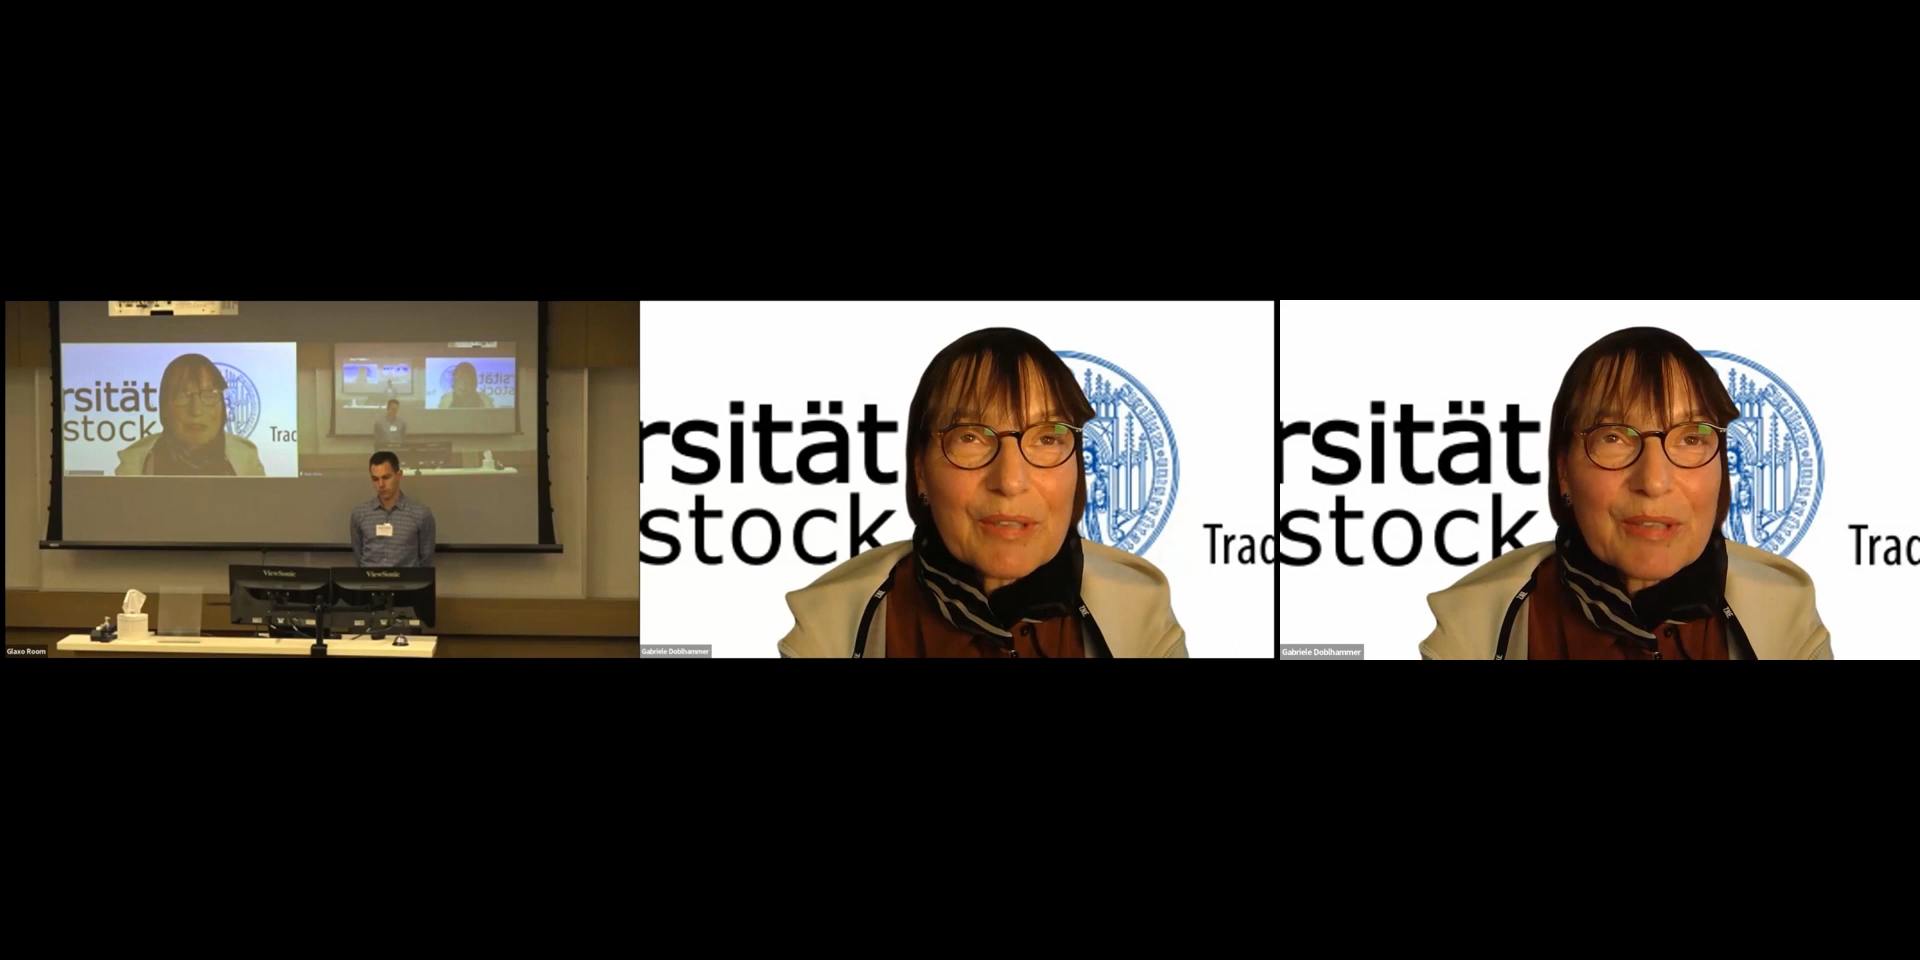 rsität
stock
Trac
ViewSonic
ViewSonic
Glaxo Room
rsität
stock
Trac
Gabriele Doblhammer
rsität
stock
Trac
Gabriele Doblhammer